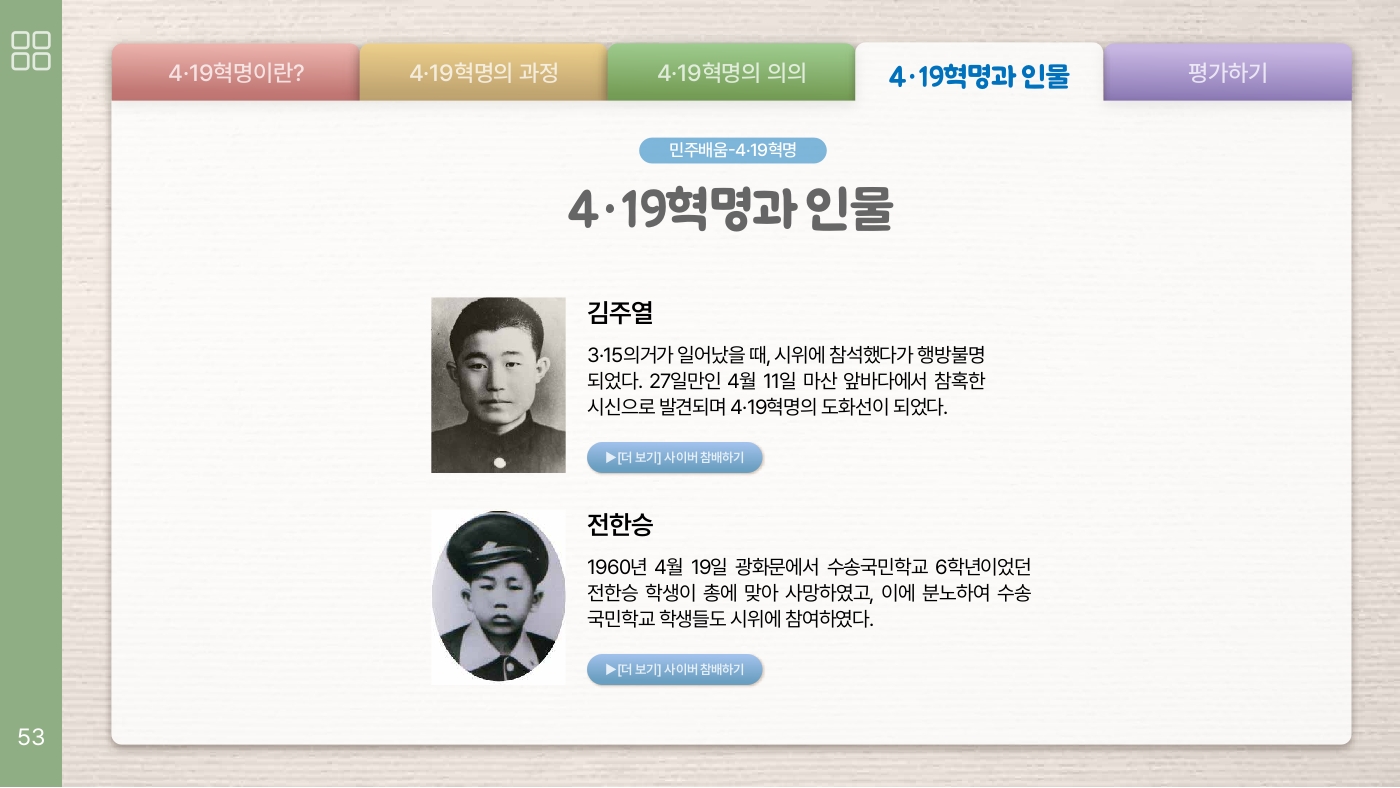 4·19혁명이란?
4·19혁명의 과정
4·19혁명의 의의
4·19혁명과 인물
평가하기
민주배움-4·19혁명
4·19혁명과 인물
김주열
3·15의거가 일어났을 때, 시위에 참석했다가 행방불명
되었다. 27일만인 4월 11일 마산 앞바다에서 참혹한
시신으로 발견되며 4·19혁명의 도화선이 되었다.
▶[더 보기] 사이버 참배하기
전한승
1960년 4월 19일 광화문에서 수송국민학교 6학년이었던
전한승 학생이 총에 맞아 사망하였고, 이에 분노하여 수송
국민학교 학생들도 시위에 참여하였다.
▶[더 보기] 사이버 참배하기
53